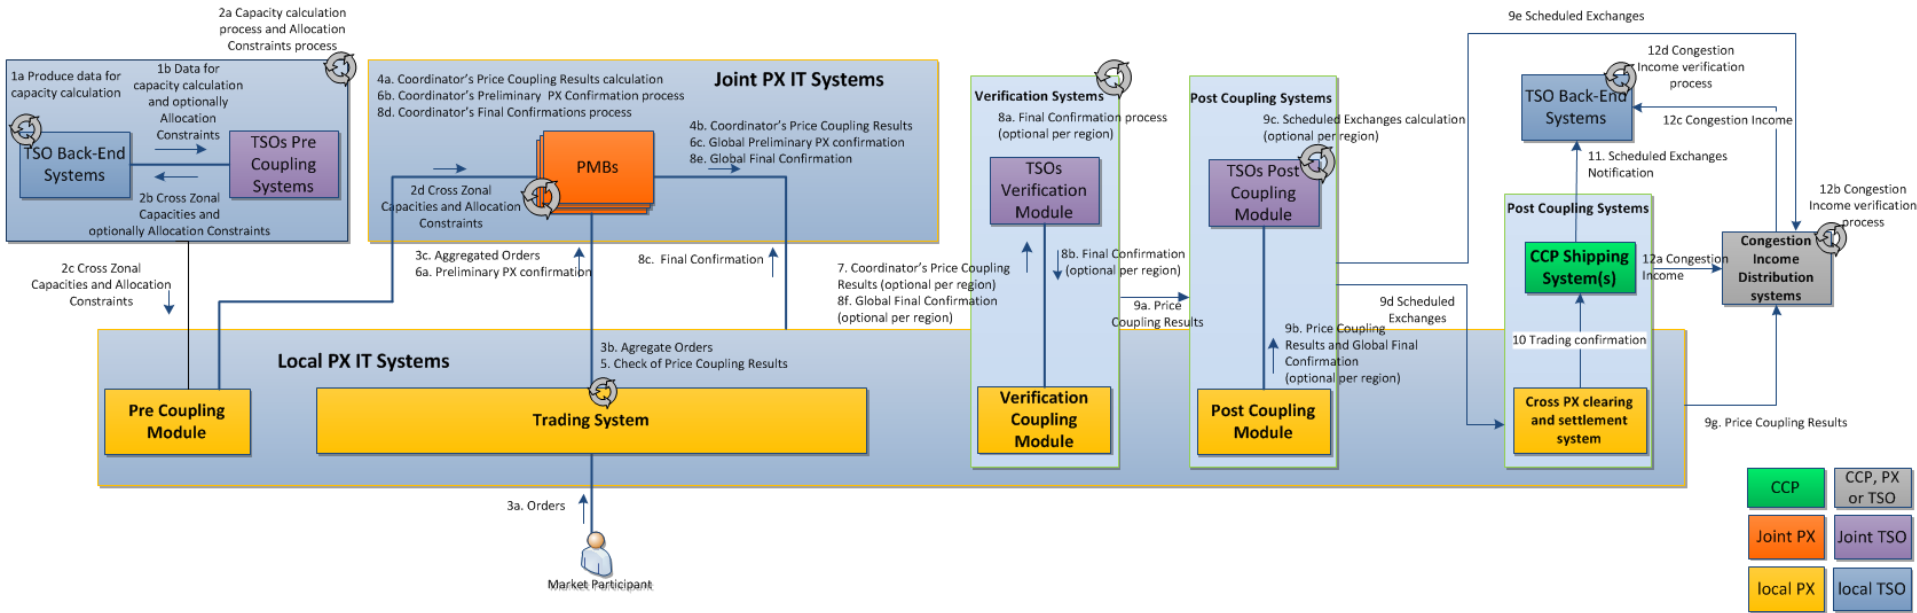 2a Capacity calculation
process and Allocation
Constraints process
1a Produce data for
capacity calculation
1b Data for
capacity calculation
and optionally
Allocation
Constraints
TSO Back-End
Systems
TSOs Pre
Coupling
Systems
2b Cross Zonal
Capacities and
optionally Allocation Constraints
2c Cross Zonal
Capacities and Allocation
Constraints
4a. Coordinator's Price Coupling Results calculation
6b. Coordinator's Preliminary PX Confirmation process
8d. Coordinator's Final Confirmations process
Joint PX IT Systems
PMBs
4b. Coordinator's Price Coupling Results
6c. Global Preliminary PX confirmation
8e. Global Final Confirmation
2d Cross Zonal
Capacities and Allocation
Constraints
3c. Aggregated Orders
6a. Preliminary PX confirmation
8c. Final Confirmation
Verification Systems
8a. Final Confirmation process
(optional per region)
TSOs
Verification
Module
7. Coordinator's Price Coupling
Results (optional per region)
8f. Global Final Confirmation
(optional per region)
8b. Final Confirmation
(optional per region)
9a. Price
Coupling Results
Post Coupling Systems
9c. Scheduled Exchanges calculation
(optional per region)
TSOs Post
Coupling
Module
9b. Price Coupling
Results and Global Final
Confirmation
(optional per region)
9d Scheduled
Exchanges
9e Scheduled Exchanges
12d Congestion
Income verification
process
TSO Back-End
Systems
12c Congestion Income
11. Scheduled Exchanges
Notification
12b Congestion
Income verification
process
Post Coupling Systems
CCP Shipping
System(s)
12a Congestion
Income
Congestion
Income
Distribution
systems
10 Trading confirmation
Cross PX clearing
and settlement
system
9g. Price Coupling Results
Local PX IT Systems
3b. Agregate Orders
5. Check of Price Coupling Results
Pre Coupling
Module
Trading System
Verification
Coupling
Module
Post Coupling
Module
3a. Orders
Market Participant
CCP
CCP, PX
or TSO
Joint PX
Joint TSO
local PX
local TSO